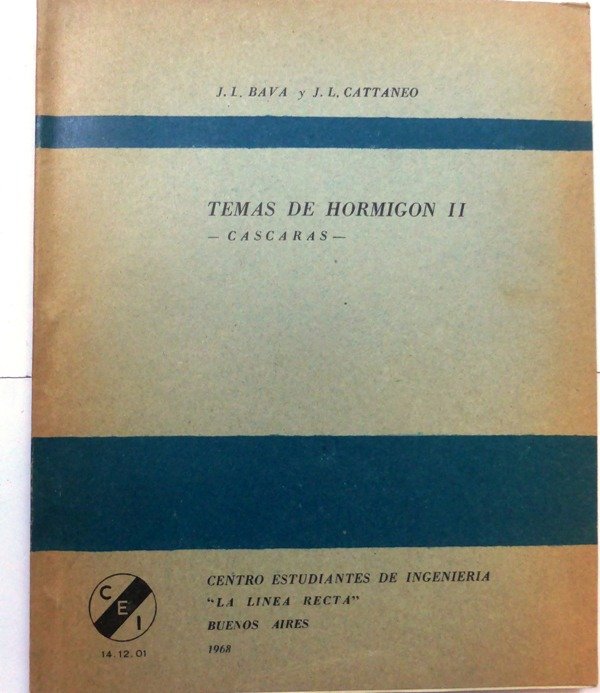 J. L. BAVA y J. L. CATTANEO
TEMAS DE HORMIGON II
— CASCARAS —
CENTRO ESTUDIANTES DE INGENIERIA
"LA LINEA RECTA"
BUENOS AIRES
1968
CEI
14.12.01